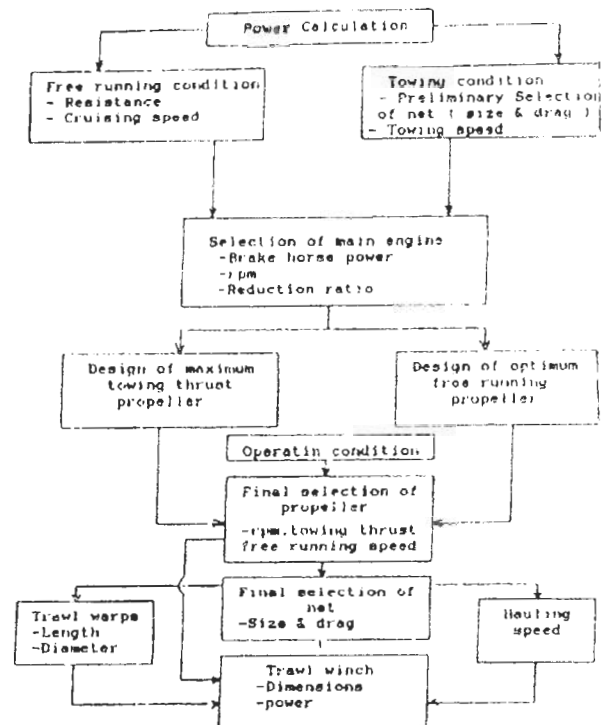 Power Calculation
Free running condition
- Resistance
- Cruising speed
Towing condition
- Preliminary Selection
of net ( size & drag )
- Towing speed
Selection of main engine
-Brake horse power
-rpm
-Reduction ratio
Design of maximum
towing thrust
propeller
Design of optimum
free running
propeller
Operatin condition
Final selection of
propeller
-rpm.towing thrust
free running speed
Final selection of
net
-Size & drag
Trawl warps
-Length
-Diameter
Hauling
speed
Trawl winch
-Dimensions
-power